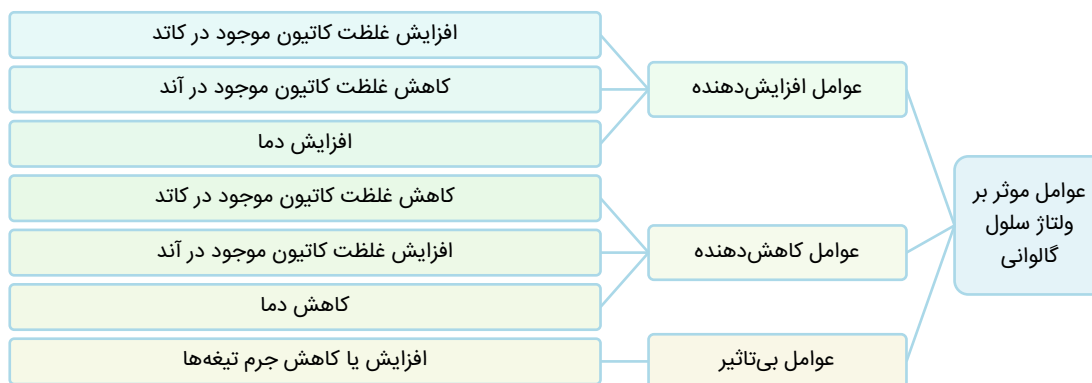 عوامل موثر بر
ولتاژ سلول
گالوانی
عوامل افزایش‌دهنده
افزایش غلظت کاتیون موجود در کاتد
کاهش غلظت کاتیون موجود در آند
افزایش دما
عوامل کاهش‌دهنده
کاهش غلظت کاتیون موجود در کاتد
افزایش غلظت کاتیون موجود در آند
کاهش دما
عوامل بی‌تاثیر
افزایش یا کاهش جرم تیغه‌ها